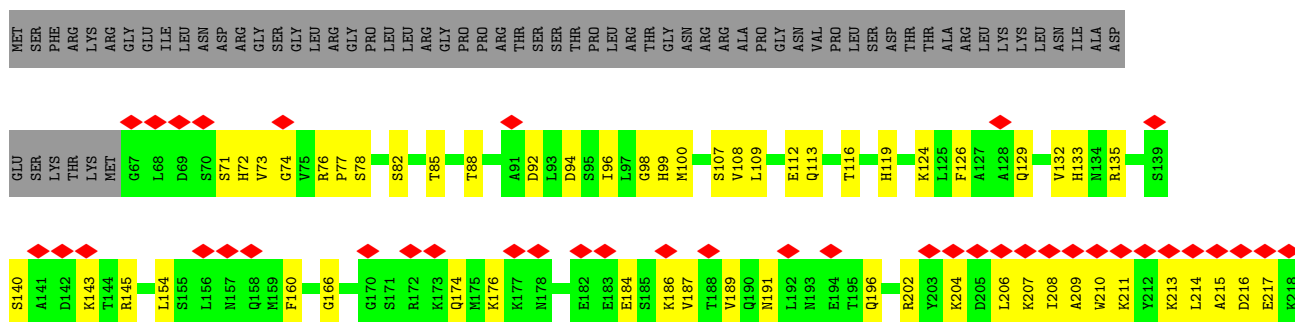 MET SER PHE ARG LYS ARG GLY GLU ILE LEU ASN ASP ARG GLY SER GLY LEU ARG GLY PRO LEU LEU ARG GLY PRO PRO ARG THR SER SER THR PRO LEU ARG THR GLY ASN ARG ARG ALA PRO GLY ASN VAL PRO LEU SER ASP THR THR ALA ARG LEU LYS LYS LEU ASN ILE ALA ASP
GLU SER LYS THR LYS MET G67 L68 D69 S70 S71 H72 V73 G74 V75 R76 P77 S78 S82 T85 T88 A91 D92 L93 D94 S95 I96 L97 G98 H99 M100 S107 V108 L109 E112 Q113 T116 H119 K124 L125 F126 A127 A128 Q129 V132 H133 N134 R135 S139
S140 A141 D142 K143 T144 R145 L154 S155 L156 N157 Q158 M159 F160 G166 G170 S171 R172 K173 Q174 M175 K176 K177 N178 E182 E183 E184 S185 K186 V187 T188 V189 Q190 N191 L192 N193 E194 T195 Q196 R202 Y203 K204 D205 L206 K207 I208 A209 W210 K211 Y212 K213 L214 A215 D216 E217 K218